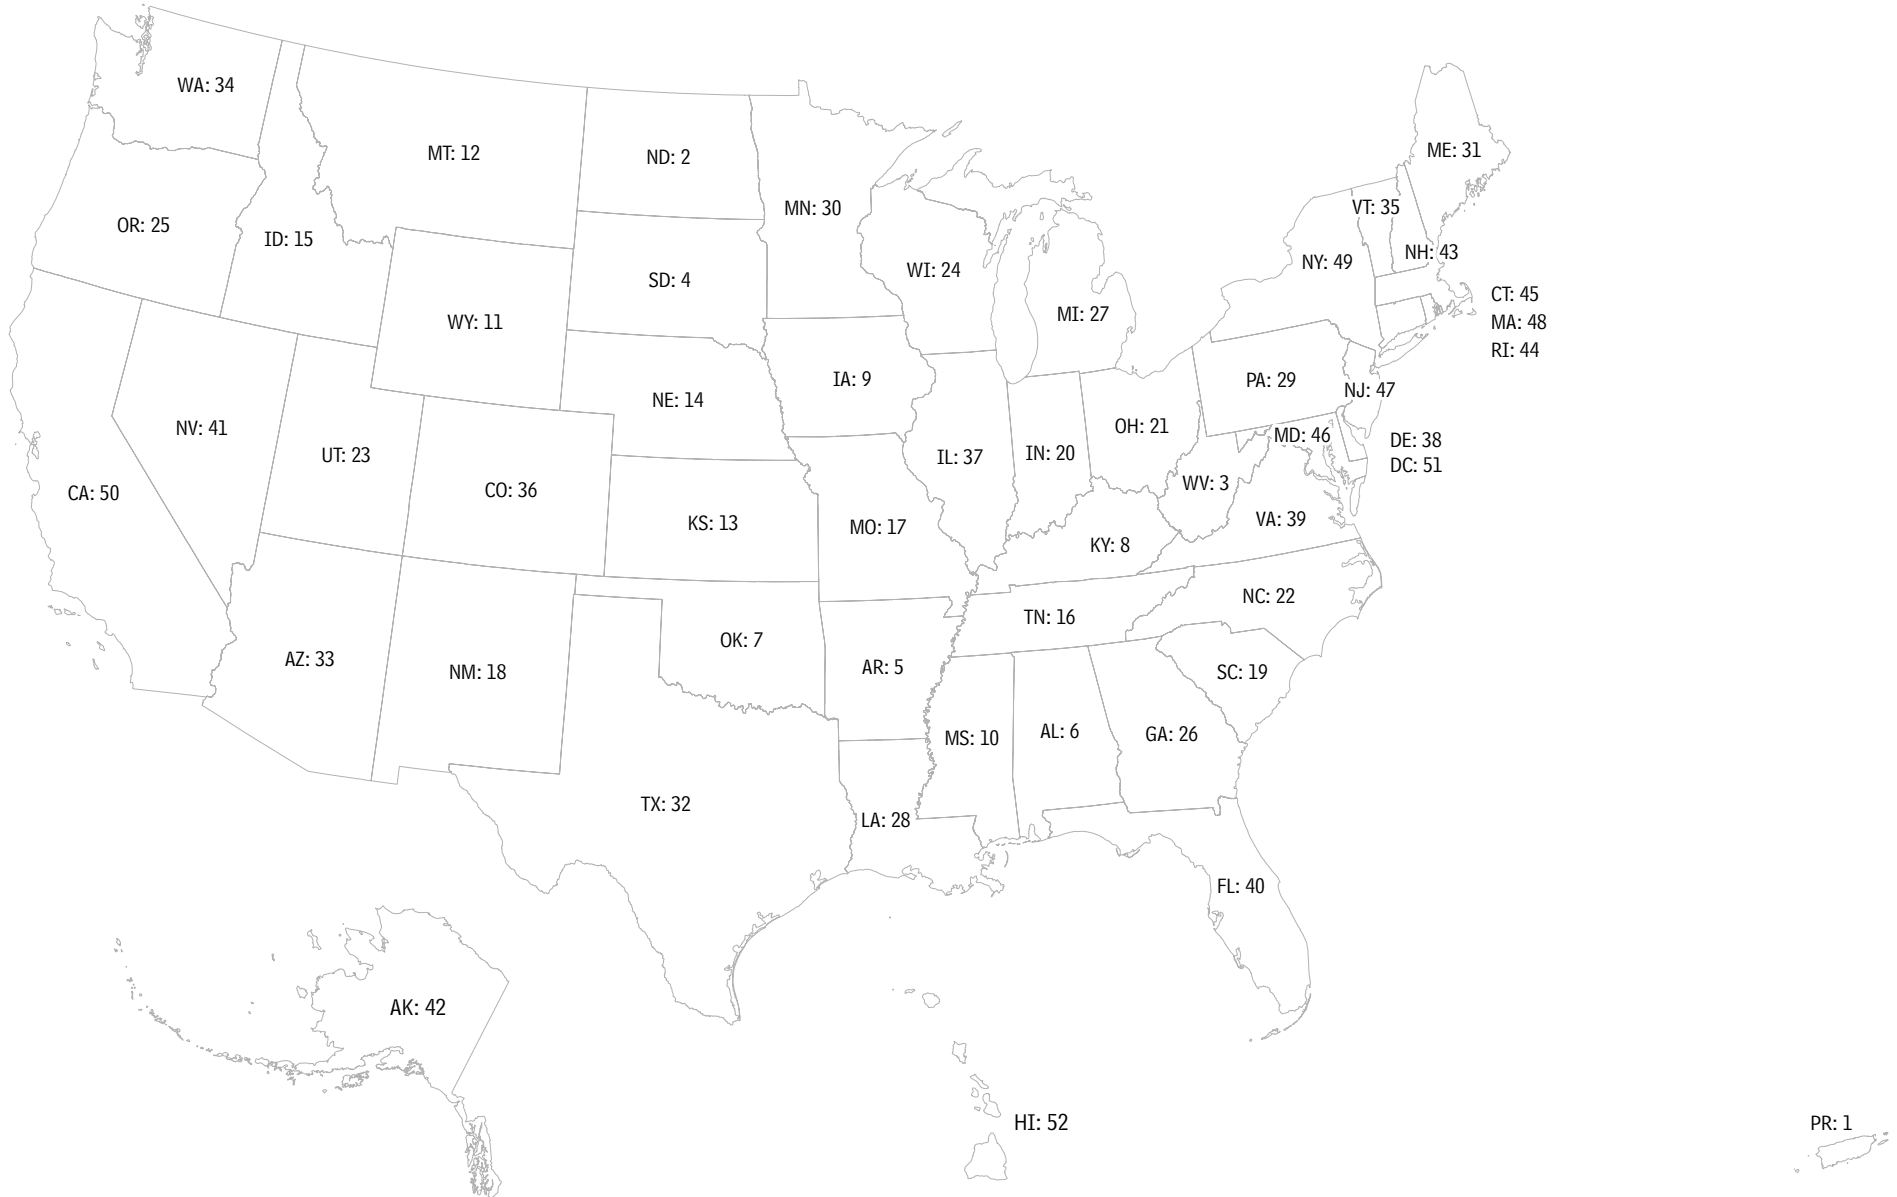 WA: 34
ME: 31
MT: 12
ND: 2
VT: 35
MN: 30
OR: 25
ID: 15
NH: 43
NY: 49
WI: 24
SD: 4
CT: 45
MI: 27
WY: 11
MA: 48
RI: 44
IA: 9
PA: 29
NJ: 47
NE: 14
OH: 21
NV: 41
MD: 46
DE: 38
IN: 20
UT: 23
IL: 37
DC: 51
WV: 3
CO: 36
CA: 50
VA: 39
KS: 13
MO: 17
KY: 8
NC: 22
TN: 16
OK: 7
AZ: 33
AR: 5
NM: 18
SC: 19
AL: 6
GA: 26
MS: 10
TX: 32
LA: 28
FL: 40
AK: 42
HI: 52
PR: 1